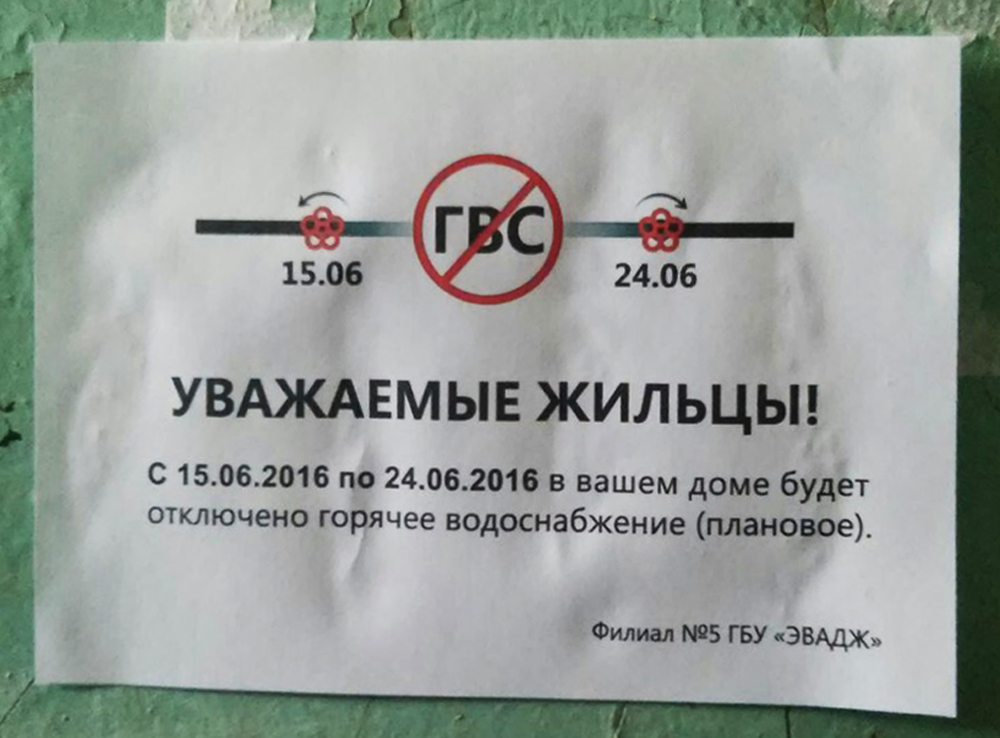 ГВС
15.06
24.06
УВАЖАЕМЫЕ ЖИЛЬЦЫ!
С 15.06.2016 по 24.06.2016 в вашем доме будет
отключено горячее водоснабжение (плановое).
Филиал №5 ГБУ «ЭВАДЖ»